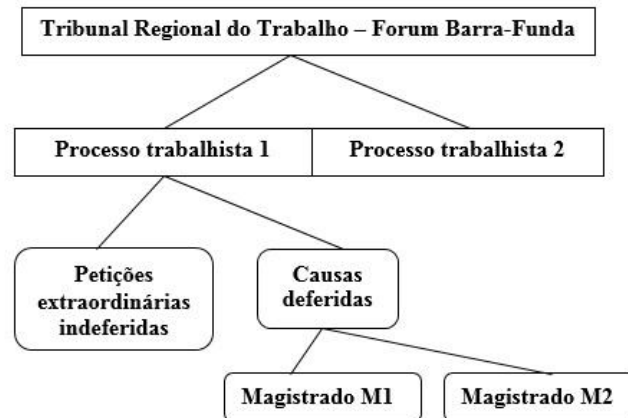 Tribunal Regional do Trabalho – Forum Barra-Funda
Processo trabalhista 1
Processo trabalhista 2
Petições
extraordinárias
indeferidas
Causas
deferidas
Magistrado M1
Magistrado M2